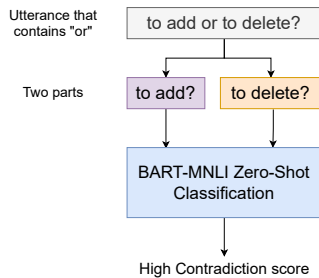 Utterance that
contains "or"
to add or to delete?
Two parts
to add?
to delete?
BART-MNLI Zero-Shot
Classification
High Contradiction score